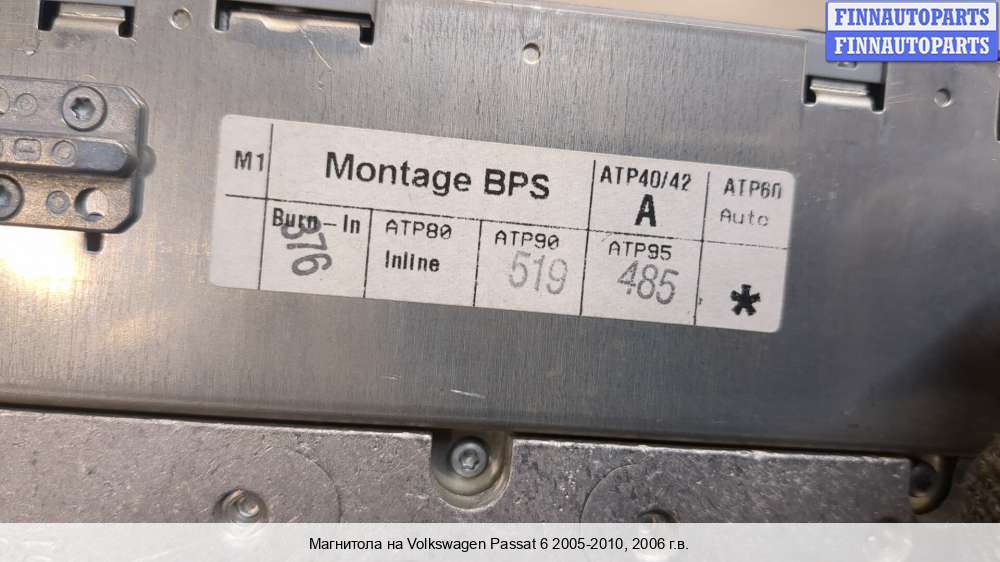 FINNAUTOPARTS
FINNAUTOPARTS
M1 Montage BPS ATP40/42 ATP60
A Auto
Burn-In ATP80 ATP90 ATP95
376 Inline 519 485 *
Магнитола на Volkswagen Passat 6 2005-2010, 2006 г.в.